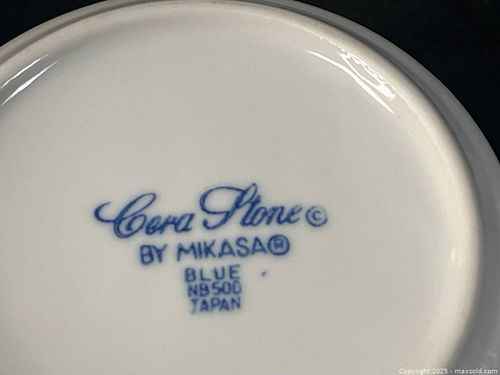 Cera Stone©
BY MIKASA®
BLUE
NB500
JAPAN
Copyright 2025 - maxsold.com